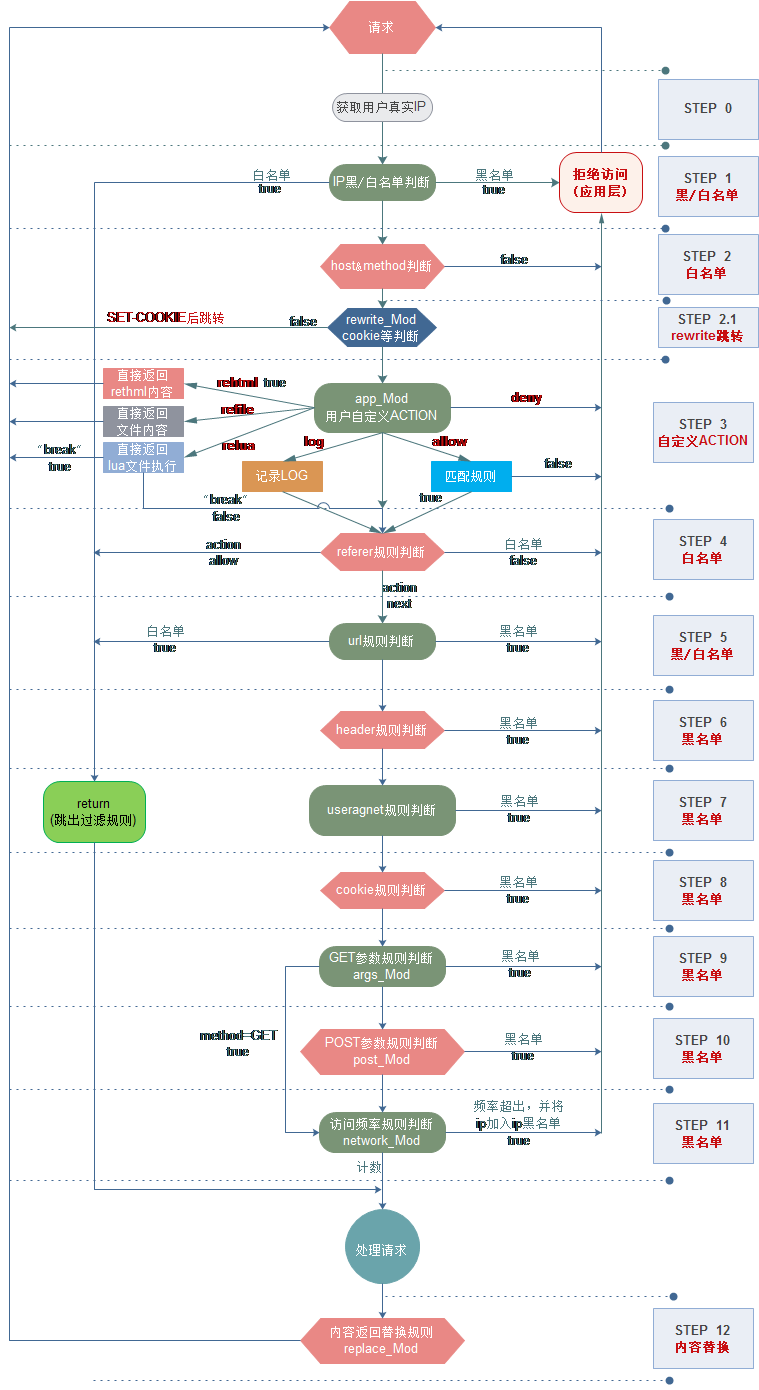 请求
获取用户真实IP
STEP 0
白名单
true
IP黑/白名单判断
黑名单
true
拒绝访问
（应用层）
STEP 1
黑/白名单
host&method判断
false
STEP 2
白名单
SET-COOKIE后跳转
false
rewrite_Mod
cookie等判断
STEP 2.1
rewrite跳转
直接返回
rethml内容
rehtml true
app_Mod
用户自定义ACTION
deny
STEP 3
自定义ACTION
直接返回
文件内容
refile
"break"
true
直接返回
lua文件执行
relua
log
allow
false
记录LOG
匹配规则
"break"
false
true
action
allow
referer规则判断
白名单
false
STEP 4
白名单
action
next
白名单
true
url规则判断
黑名单
true
STEP 5
黑/白名单
header规则判断
黑名单
true
STEP 6
黑名单
return
(跳出过滤规则)
useragnet规则判断
黑名单
true
STEP 7
黑名单
cookie规则判断
黑名单
true
STEP 8
黑名单
GET参数规则判断
args_Mod
黑名单
true
STEP 9
黑名单
method=GET
true
POST参数规则判断
post_Mod
黑名单
true
STEP 10
黑名单
访问频率规则判断
network_Mod
频率超出，并将
ip加入ip黑名单
true
STEP 11
黑名单
计数
处理请求
内容返回替换规则
replace_Mod
STEP 12
内容替换